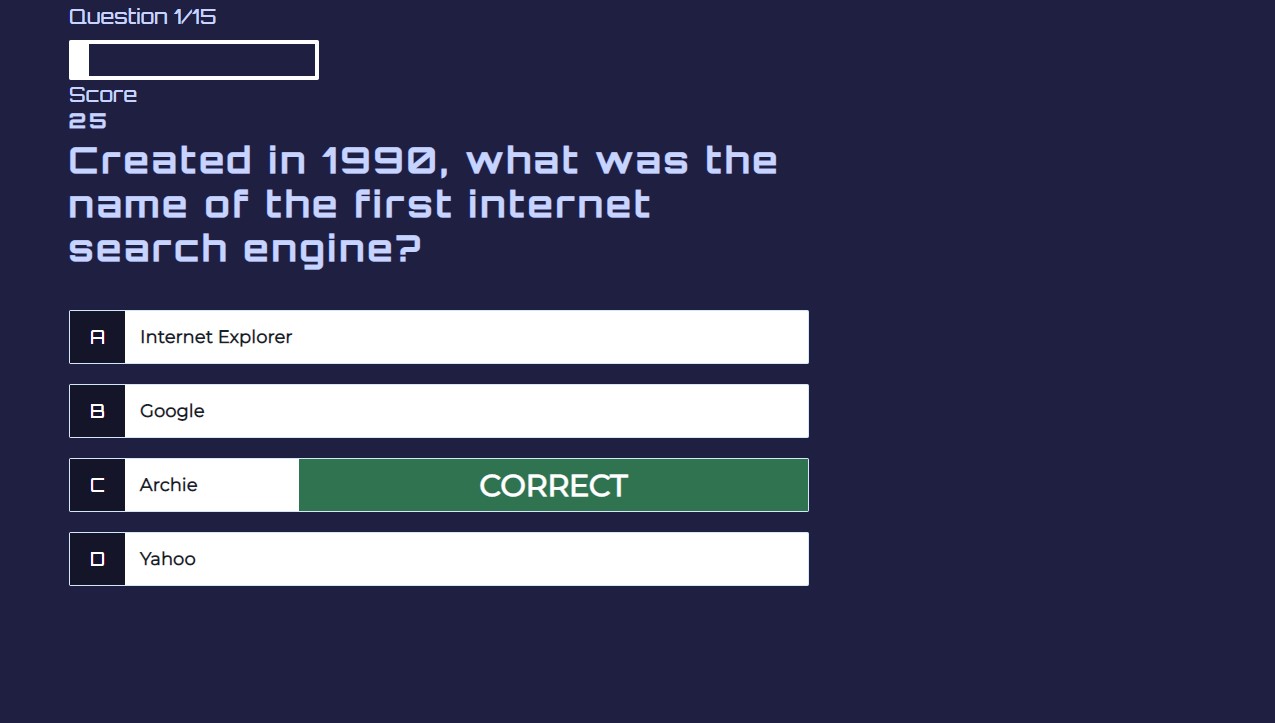 Question 1/15
Score
25
Created in 1990, what was the
name of the first internet
search engine?
A Internet Explorer
B Google
C Archie CORRECT
D Yahoo